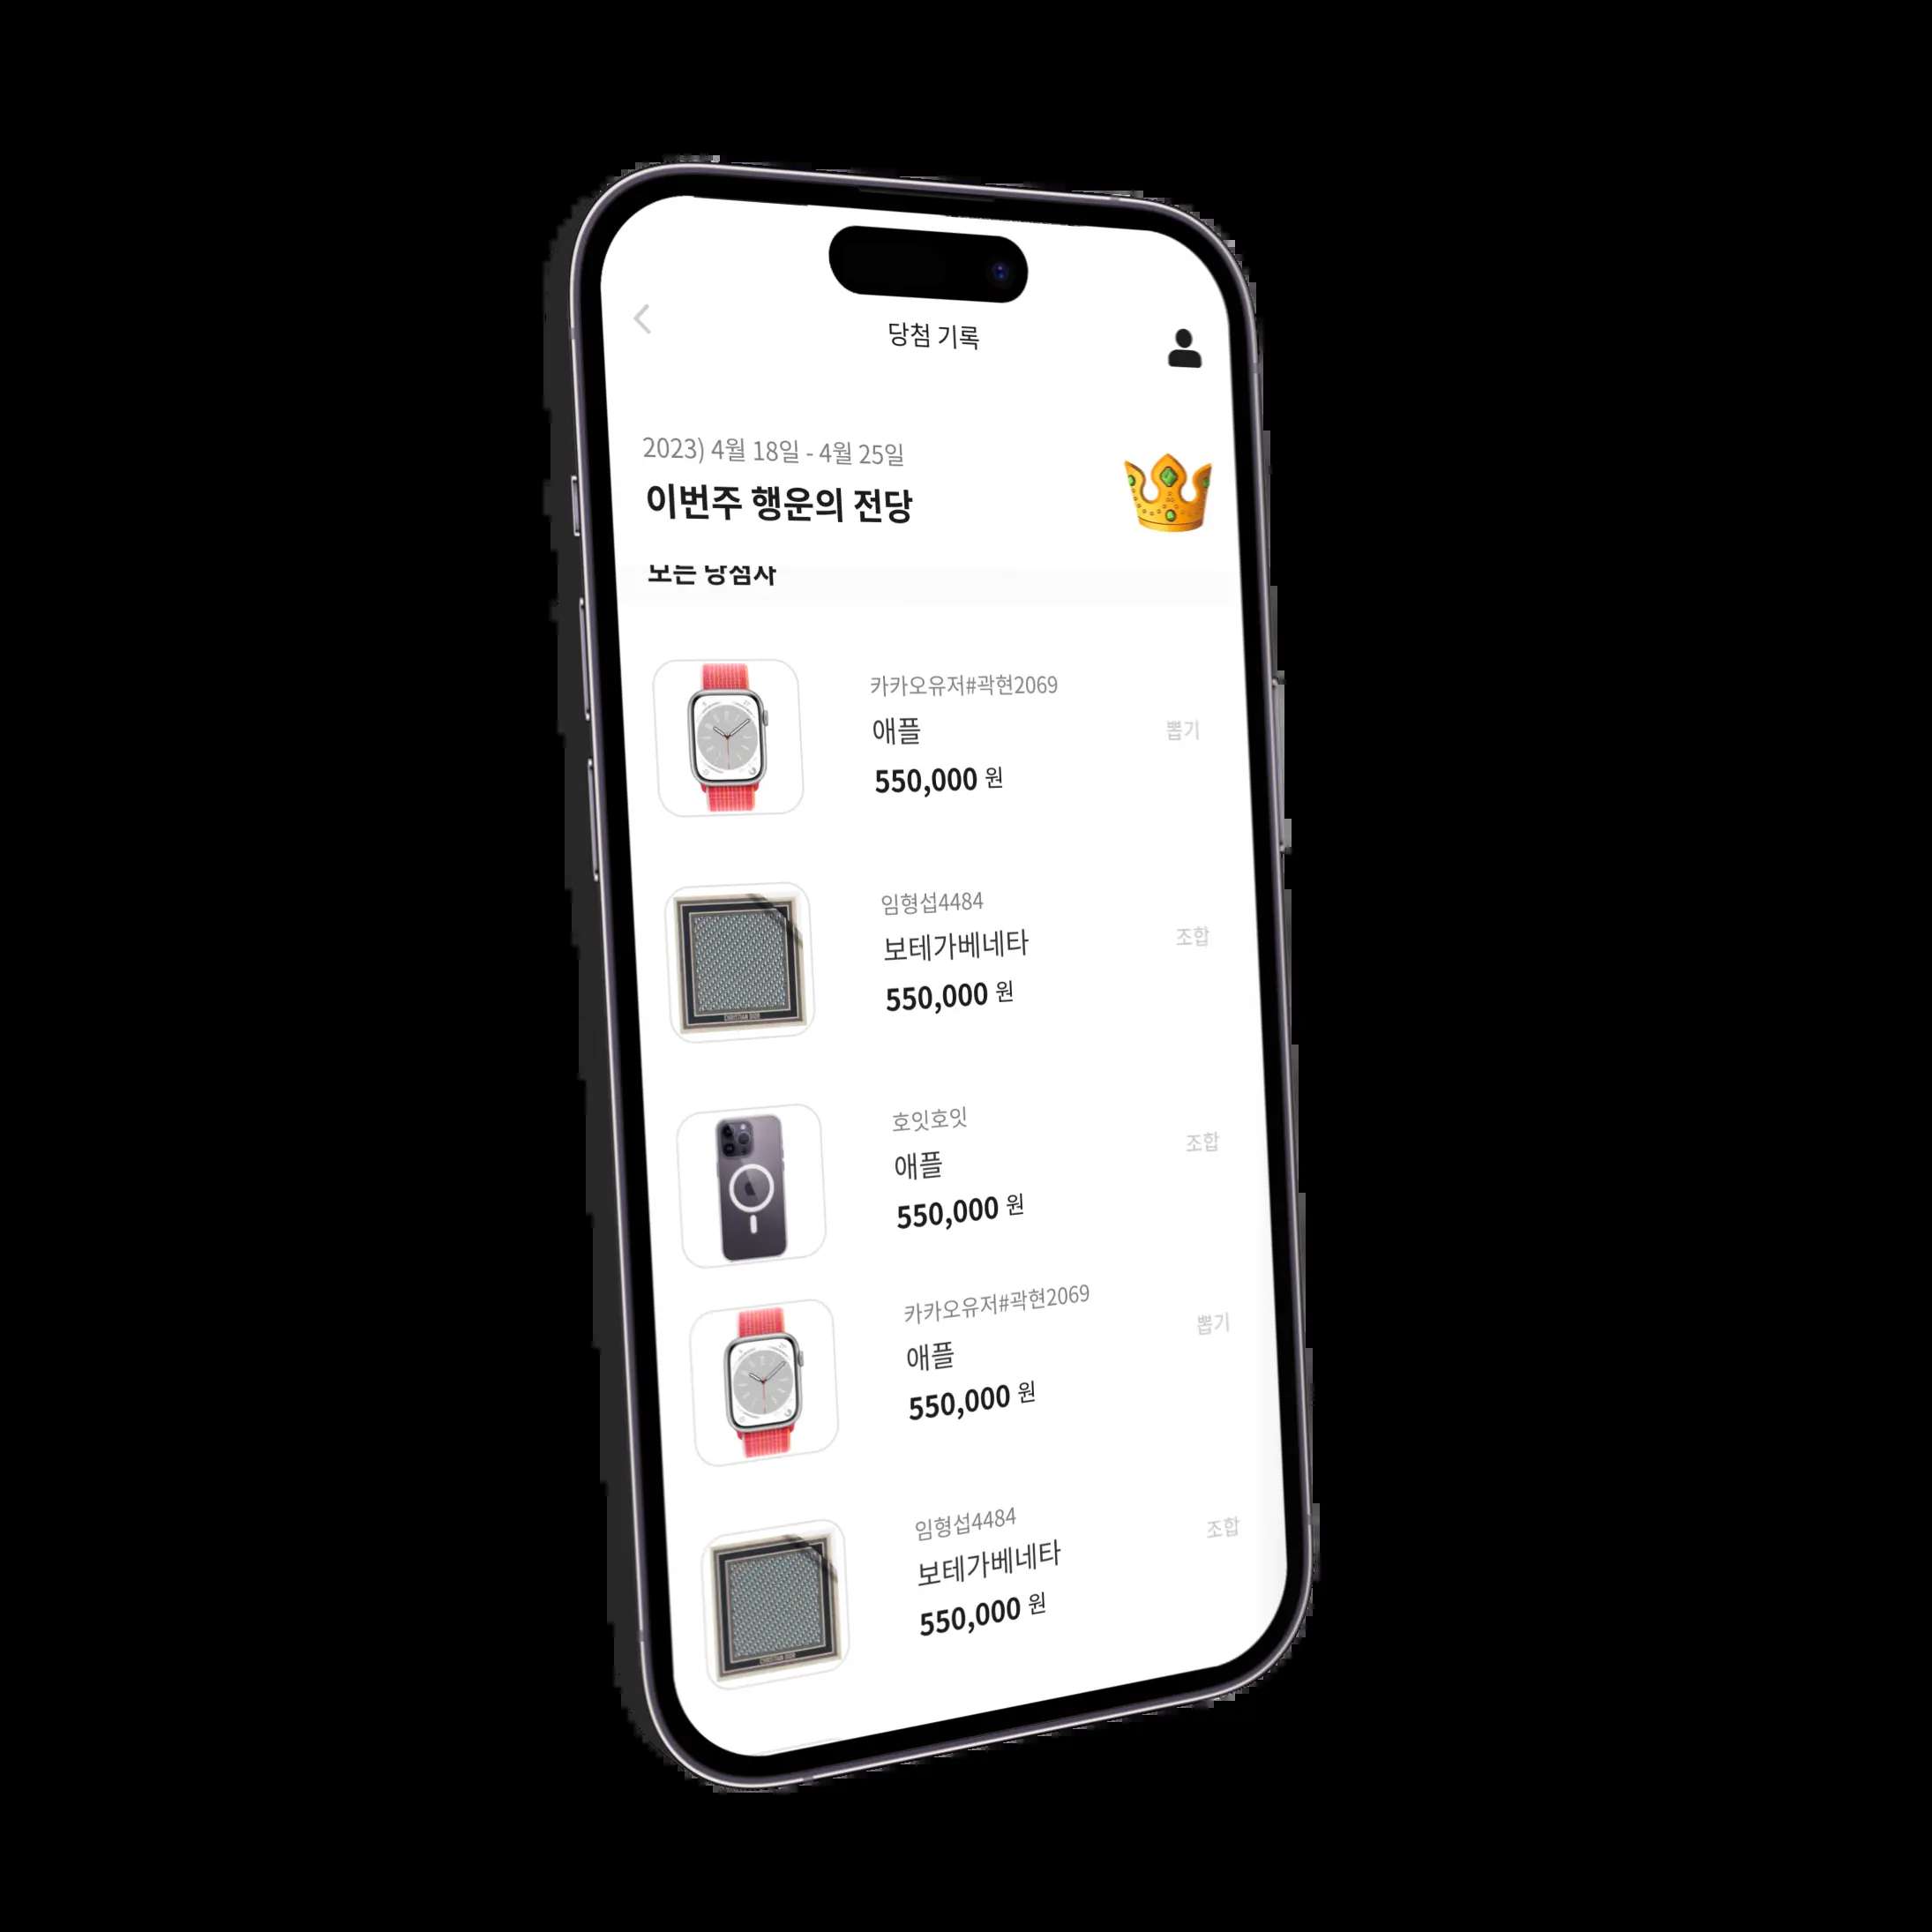 당첨 기록
2023) 4월 18일 - 4월 25일
이번주 행운의 전당
모든 당첨자
카카오유저#곽현2069
애플
뽑기
550,000 원
임형섭4484
보테가베네타
조합
550,000 원
CHRISTIAN DIOR
호잇호잇
애플
조합
550,000 원
카카오유저#곽현2069
애플
뽑기
550,000 원
임형섭4484
보테가베네타
조합
550,000 원
CHRISTIAN DIOR